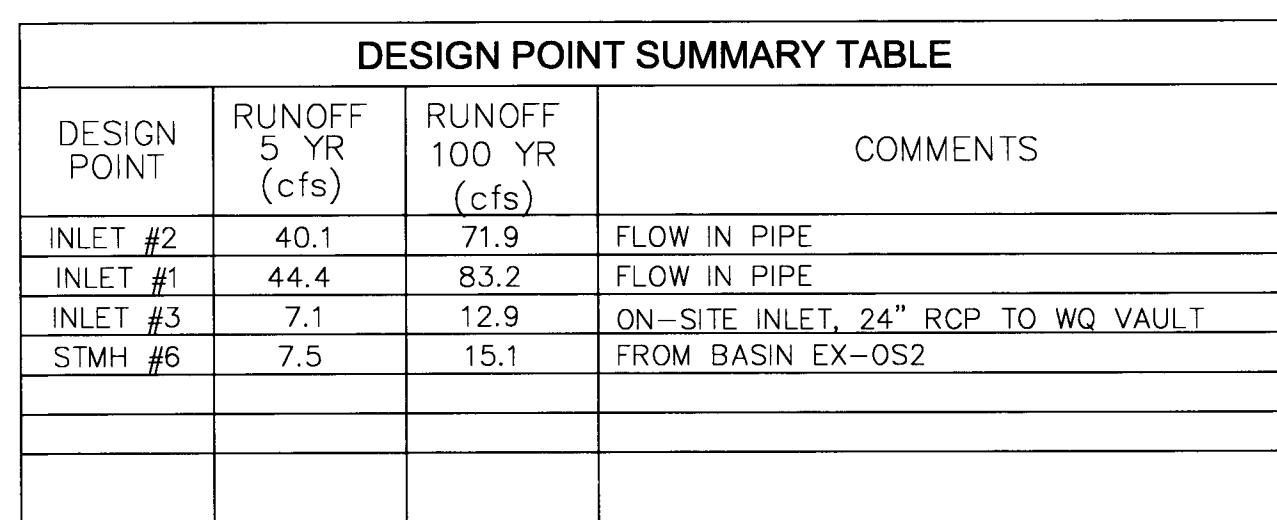 DESIGN POINT SUMMARY TABLE
DESIGN POINT RUNOFF 5 YR (cfs) RUNOFF 100 YR (cfs) COMMENTS
INLET #2 40.1 71.9 FLOW IN PIPE
INLET #1 44.4 83.2 FLOW IN PIPE
INLET #3 7.1 12.9 ON-SITE INLET, 24" RCP TO WQ VAULT
STMH #6 7.5 15.1 FROM BASIN EX-OS2